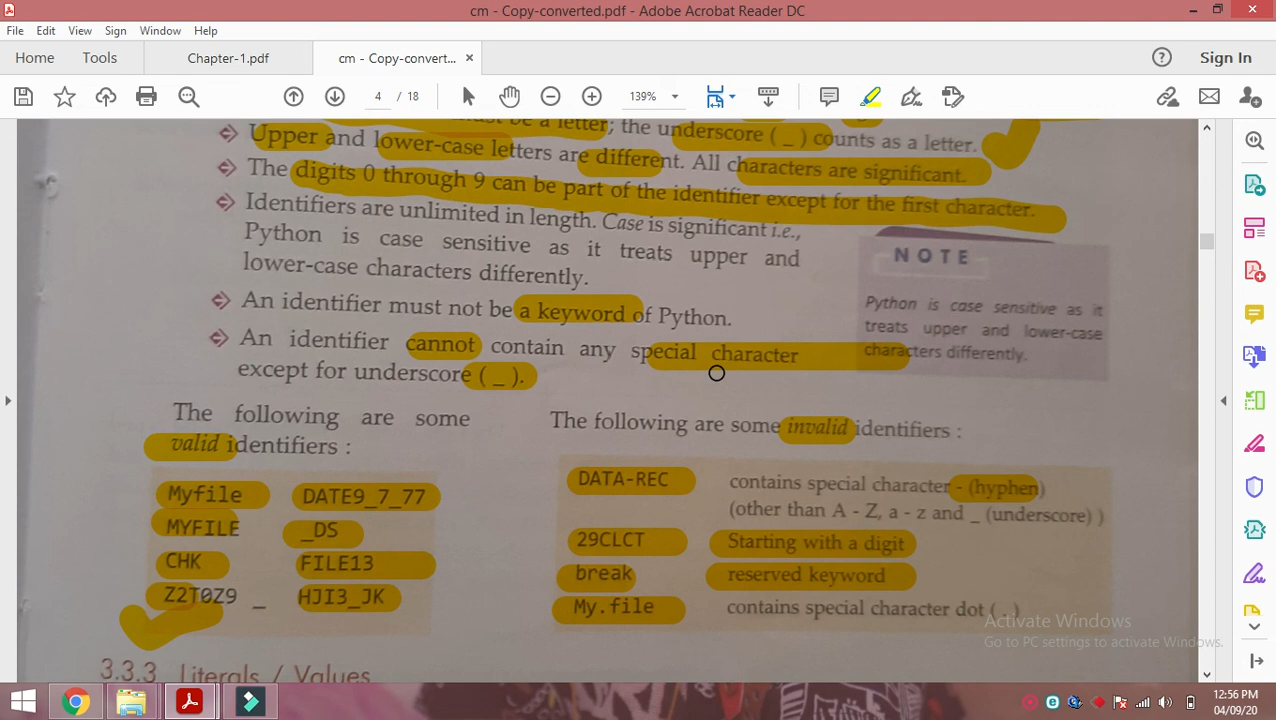 cm - Copy-converted.pdf - Adobe Acrobat Reader DC
File Edit View Sign Window Help
Home Tools Chapter-1.pdf cm - Copy-convert... × Sign In
4 / 18 139%
must be a letter; the underscore ( _ ) counts as a letter.
Upper and lower-case letters are different. All characters are significant.
The digits 0 through 9 can be part of the identifier except for the first character.
Identifiers are unlimited in length. Case is significant i.e.,
Python is case sensitive as it treats upper and
lower-case characters differently.
An identifier must not be a keyword of Python.
An identifier cannot contain any special character
except for underscore ( _ ).
NOTE
Python is case sensitive as it
treats upper and lower-case
characters differently.
The following are some
valid identifiers :
Myfile DATE9_7_77
MYFILE _DS
CHK FILE13
Z2T0Z9 _ HJI3_JK
The following are some invalid identifiers :
DATA-REC contains special character - (hyphen)
(other than A - Z, a - z and _ (underscore) )
29CLCT Starting with a digit
break reserved keyword
My.file contains special character dot ( . )
3.3.3 Literals / Values
Activate Windows
Go to PC settings to activate Windows.
12:56 PM
04/09/20